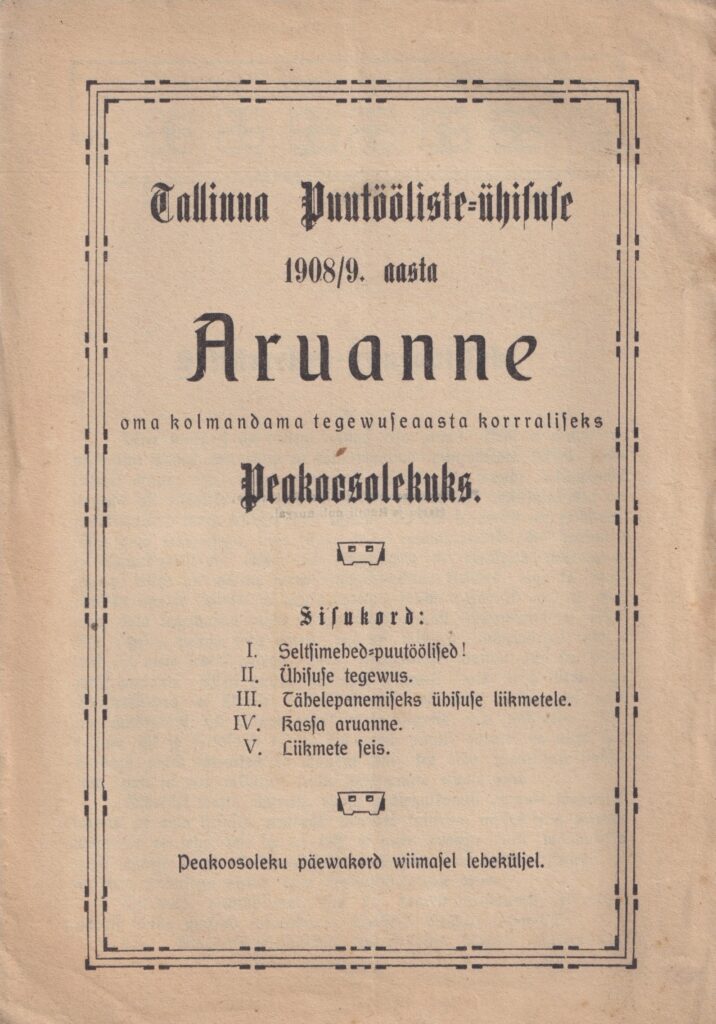 Tallinna Puutööliste-ühiſuſe
1908/9. aasta
Aruanne
oma kolmandama tegewuſeaasta korrraliſeks
Peakoosolekuks.
Siſukord:
I. Seltſimehed-puutööliſed!
II. Ühiſuſe tegewus.
III. Tähelepanemiſeks ühiſuſe liikmetele.
IV. Kaſſa aruanne.
V. Liikmete ſeis.
Peakoosoleku päewakord wiimaſel leheküljel.